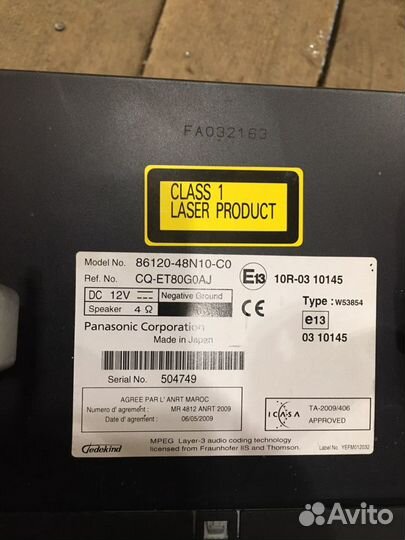 FA032163
CLASS 1
LASER PRODUCT
Model No. 86120-48N10-C0
Ref. No. CQ-ET80G0AJ
DC 12V Negative Ground
Speaker 4 Ω
E13 10R-03 10145
Type : W53854
e13
03 10145
Panasonic Corporation
Made in Japan
Serial No. 504749
AGREE PAR L' ANRT MAROC
Numero d' agrement : MR 4812 ANRT 2009
Date d' agrement : 06/05/2009
ICASA
TA-2009/406
APPROVED
Jedekind
MPEG Layer-3 audio coding technology
licensed from Fraunhofer IIS and Thomson.
Label No. YEFM012032
Avito